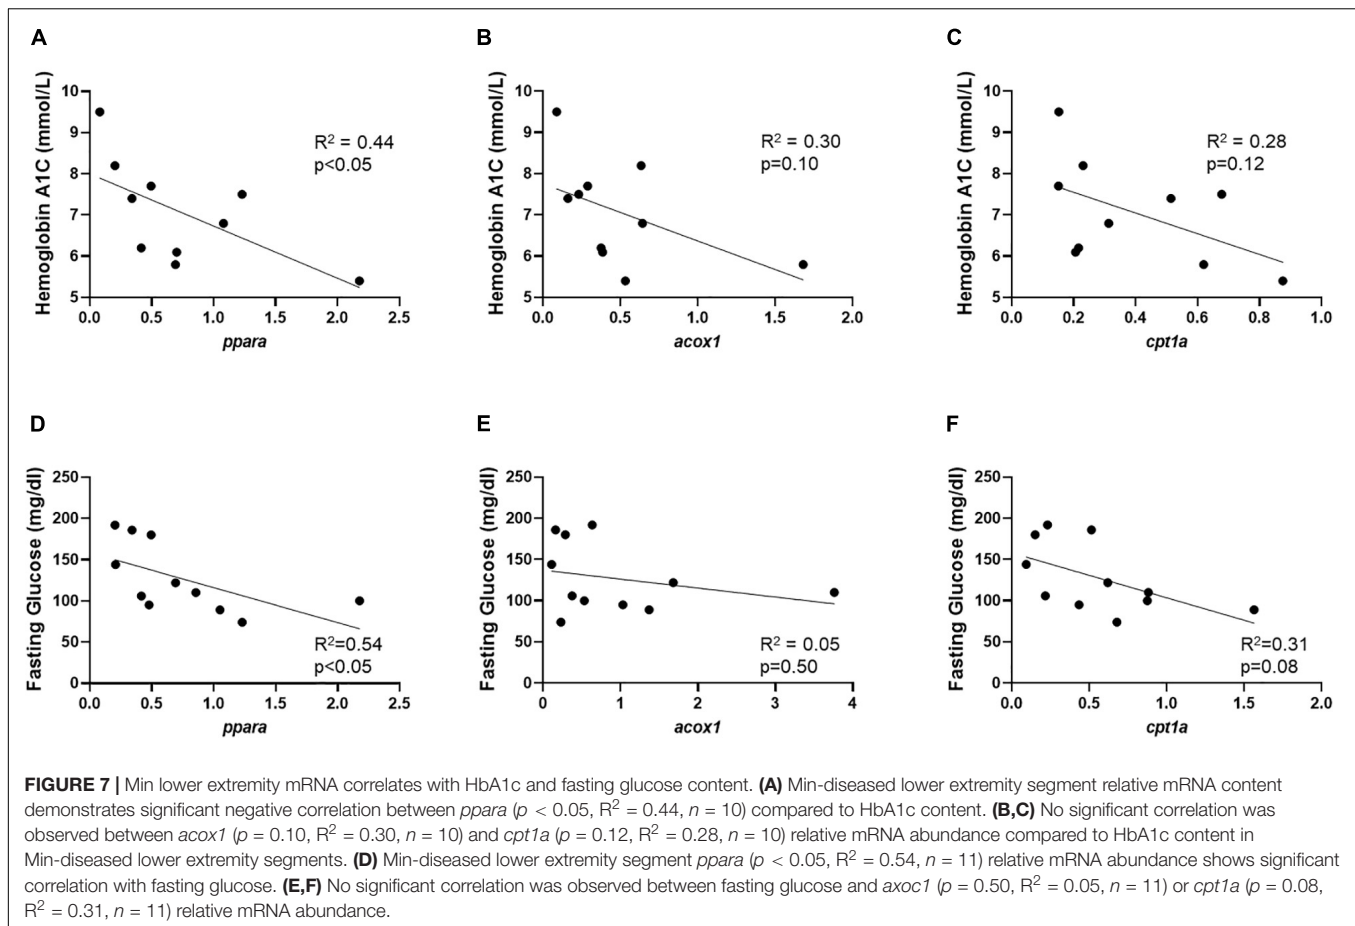 A
B
C
Hemoglobin A1C (mmol/L)
10
9
8
7
6
5
R² = 0.44
p<0.05
0.0 0.5 1.0 1.5 2.0 2.5
ppara
Hemoglobin A1C (mmol/L)
10
9
8
7
6
5
R² = 0.30
p=0.10
0.0 0.5 1.0 1.5 2.0
acox1
Hemoglobin A1C (mmol/L)
10
9
8
7
6
5
R² = 0.28
p=0.12
0.0 0.2 0.4 0.6 0.8 1.0
cpt1a
D
E
F
Fasting Glucose (mg/dl)
250
200
150
100
50
0
R²=0.54
p<0.05
0.0 0.5 1.0 1.5 2.0 2.5
ppara
Fasting Glucose (mg/dl)
250
200
150
100
50
0
R² = 0.05
p=0.50
0 1 2 3 4
acox1
Fasting Glucose (mg/dl)
250
200
150
100
50
0
R²=0.31
p=0.08
0.0 0.5 1.0 1.5 2.0
cpt1a
FIGURE 7 | Min lower extremity mRNA correlates with HbA1c and fasting glucose content. (A) Min-diseased lower extremity segment relative mRNA content
demonstrates significant negative correlation between ppara (p < 0.05, R² = 0.44, n = 10) compared to HbA1c content. (B,C) No significant correlation was
observed between acox1 (p = 0.10, R² = 0.30, n = 10) and cpt1a (p = 0.12, R² = 0.28, n = 10) relative mRNA abundance compared to HbA1c content in
Min-diseased lower extremity segments. (D) Min-diseased lower extremity segment ppara (p < 0.05, R² = 0.54, n = 11) relative mRNA abundance shows significant
correlation with fasting glucose. (E,F) No significant correlation was observed between fasting glucose and axoc1 (p = 0.50, R² = 0.05, n = 11) or cpt1a (p = 0.08,
R² = 0.31, n = 11) relative mRNA abundance.